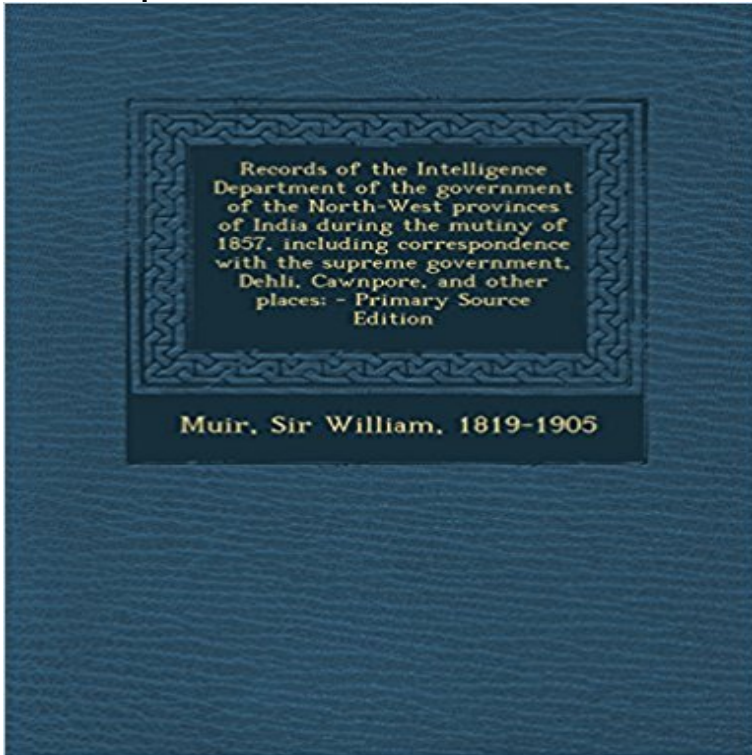 Records of the Intelligence
Department of the government
of the North-West provinces
of India during the mutiny of
1857, including correspondence
with the supreme government,
Dehli, Cawnpore, and other
places; - Primary Source
Edition
Muir, Sir William, 1819-1905